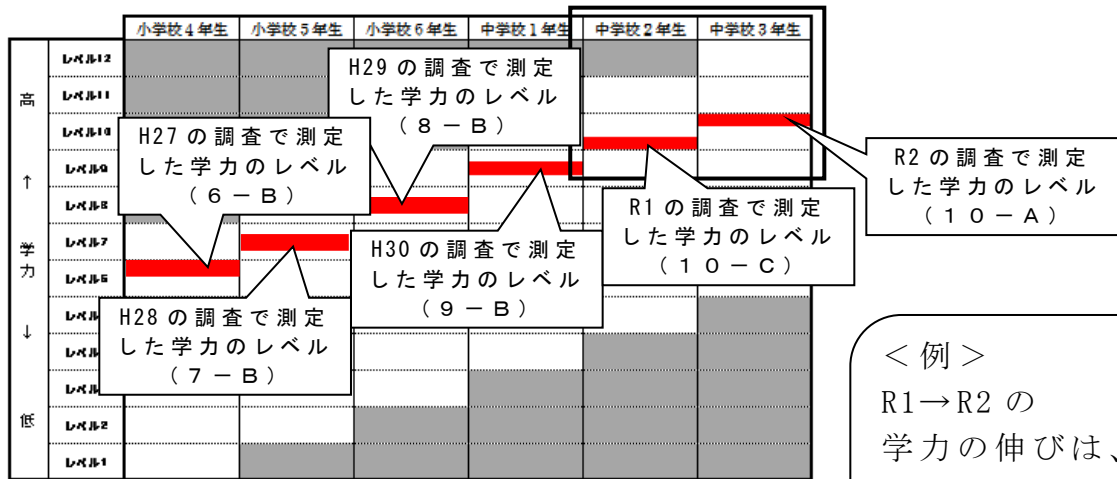 小学校4年生 小学校5年生 小学校6年生 中学校1年生 中学校2年生 中学校3年生
高
↑
学力
↓
低
レベル12
レベル11
レベル10
レベル9
レベル8
レベル7
レベル6
レベル2
レベル1
H27の調査で測定
した学力のレベル
(6-B)
H28の調査で測定
した学力のレベル
(7-B)
H29の調査で測定
した学力のレベル
(8-B)
H30の調査で測定
した学力のレベル
(9-B)
R1の調査で測定
した学力のレベル
(10-C)
R2の調査で測定
した学力のレベル
(10-A)
<例>
R1→R2の
学力の伸びは、